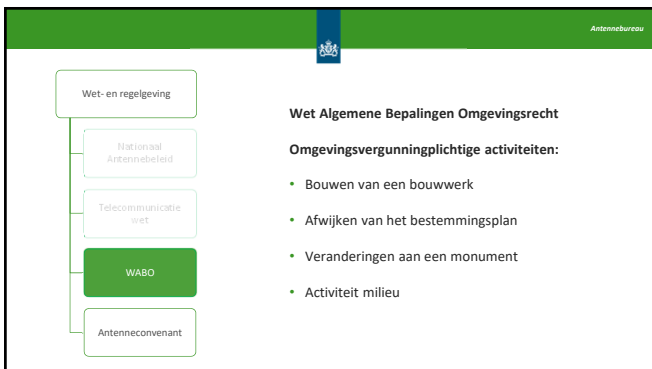 Antennebureau
Wet- en regelgeving
Nationaal
Antennebeleid
Telecommunicatie
wet
WABO
Antenneconvenant
Wet Algemene Bepalingen Omgevingsrecht
Omgevingsvergunningplichtige activiteiten:
• Bouwen van een bouwwerk
• Afwijken van het bestemmingsplan
• Veranderingen aan een monument
• Activiteit milieu